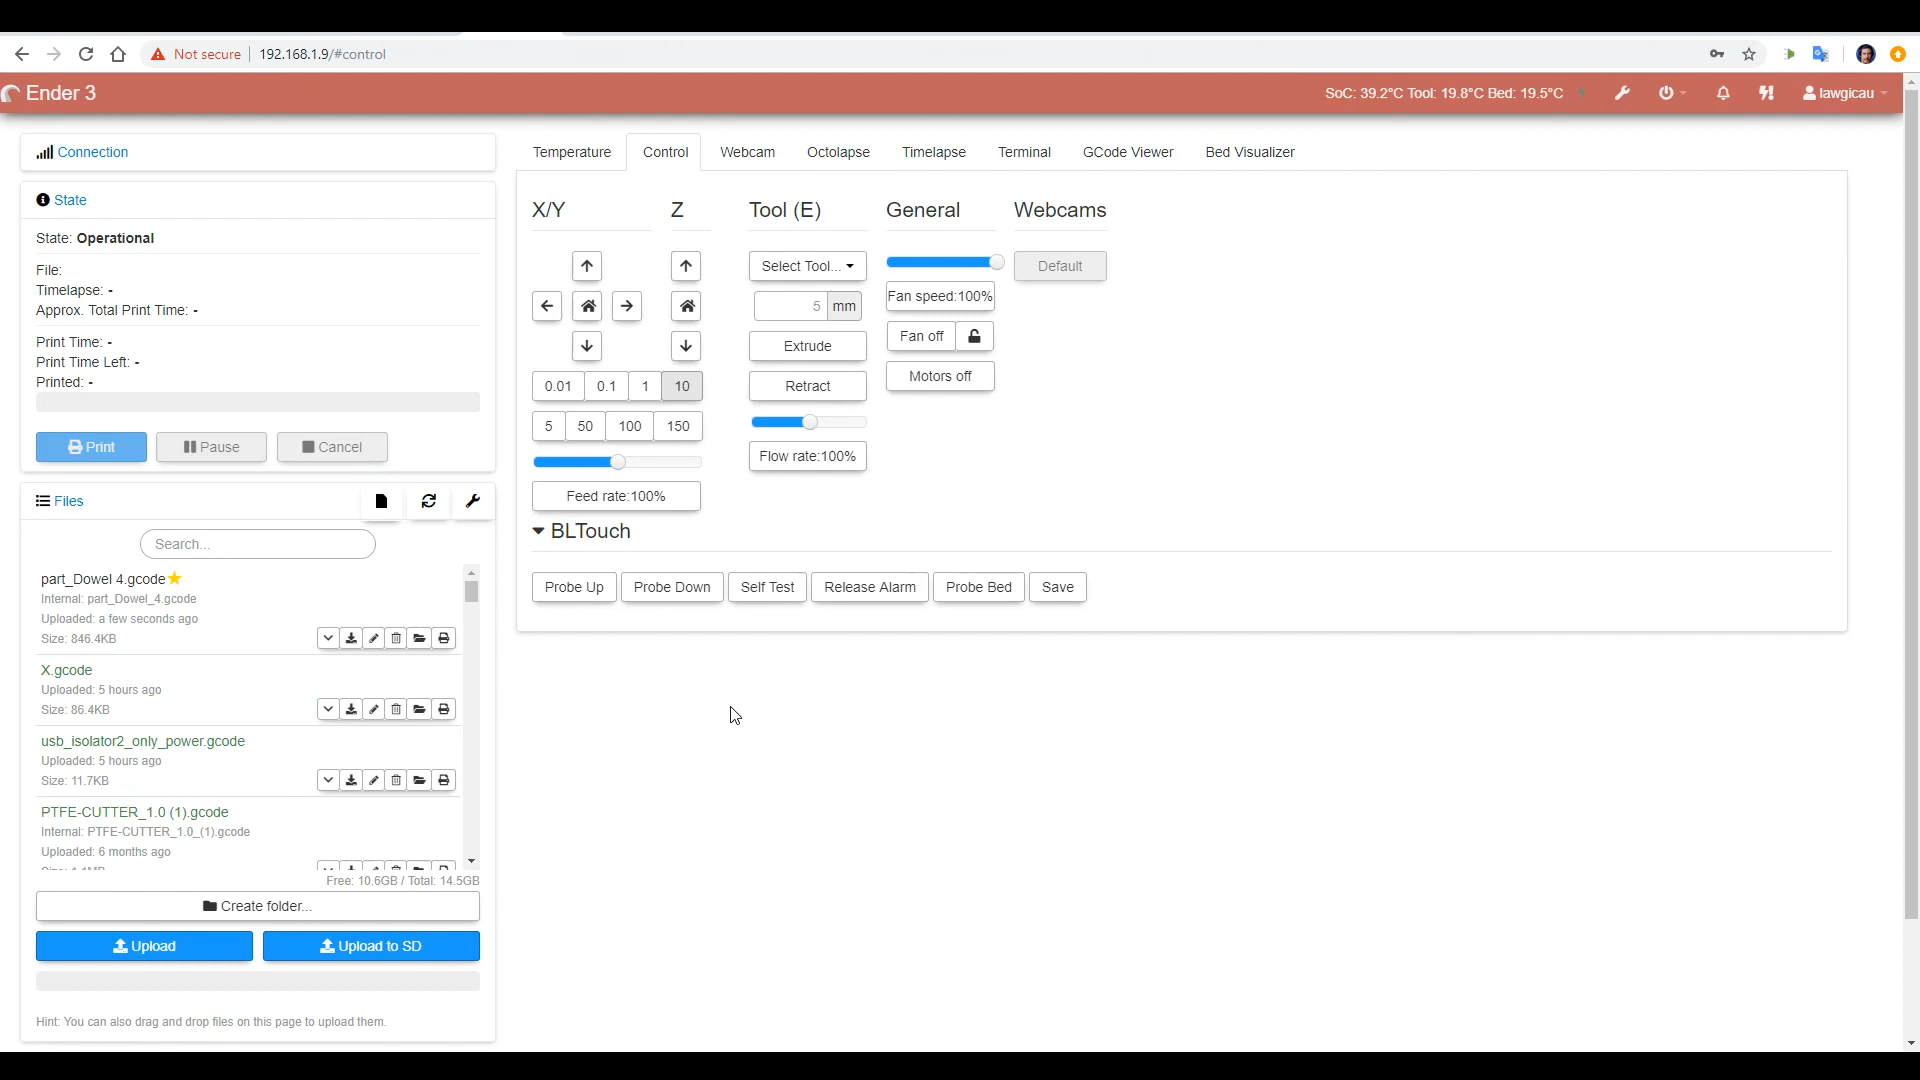 Not secure
192.168.1.9/#control
Ender 3
SoC: 39.2°C Tool: 19.8°C Bed: 19.5°C
lawgicau
Connection
State
State: Operational
File:
Timelapse: -
Approx. Total Print Time: -
Print Time: -
Print Time Left: -
Printed: -
Print
Pause
Cancel
Files
Search...
part_Dowel 4.gcode
Internal: part_Dowel_4.gcode
Uploaded: a few seconds ago
Size: 846.4KB
X.gcode
Uploaded: 5 hours ago
Size: 86.4KB
usb_isolator2_only_power.gcode
Uploaded: 5 hours ago
Size: 11.7KB
PTFE-CUTTER_1.0 (1).gcode
Internal: PTFE-CUTTER_1.0_(1).gcode
Uploaded: 6 months ago
Free: 10.6GB / Total: 14.5GB
Create folder...
Upload
Upload to SD
Hint: You can also drag and drop files on this page to upload them.
Temperature
Control
Webcam
Octolapse
Timelapse
Terminal
GCode Viewer
Bed Visualizer
X/Y
Z
Tool (E)
General
Webcams
Select Tool...
Default
5 mm
Fan speed:100%
Extrude
Fan off
Retract
Motors off
0.01 0.1 1 10
5 50 100 150
Flow rate:100%
Feed rate:100%
BLTouch
Probe Up
Probe Down
Self Test
Release Alarm
Probe Bed
Save